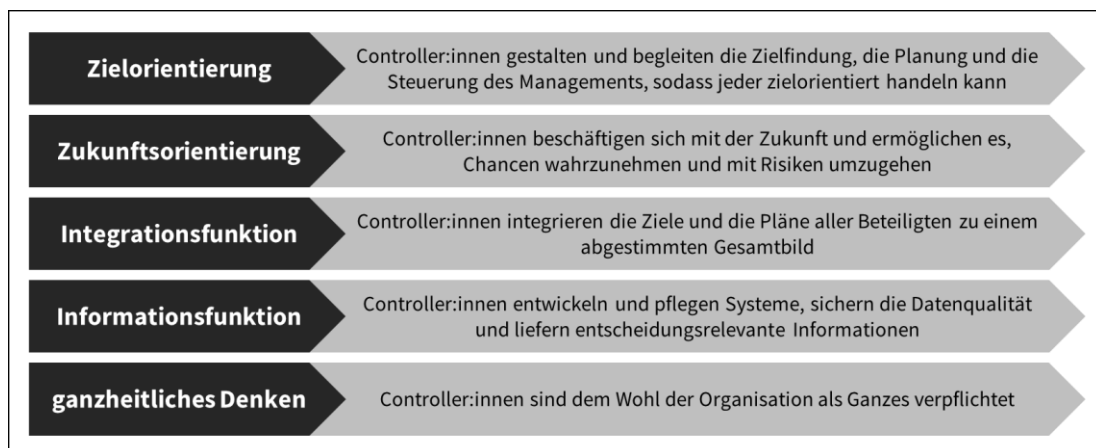 Zielorientierung
Controller:innen gestalten und begleiten die Zielfindung, die Planung und die
Steuerung des Managements, sodass jeder zielorientiert handeln kann
Zukunftsorientierung
Controller:innen beschäftigen sich mit der Zukunft und ermöglichen es,
Chancen wahrzunehmen und mit Risiken umzugehen
Integrationsfunktion
Controller:innen integrieren die Ziele und die Pläne aller Beteiligten zu einem
abgestimmten Gesamtbild
Informationsfunktion
Controller:innen entwickeln und pflegen Systeme, sichern die Datenqualität
und liefern entscheidungsrelevante Informationen
ganzheitliches Denken
Controller:innen sind dem Wohl der Organisation als Ganzes verpflichtet